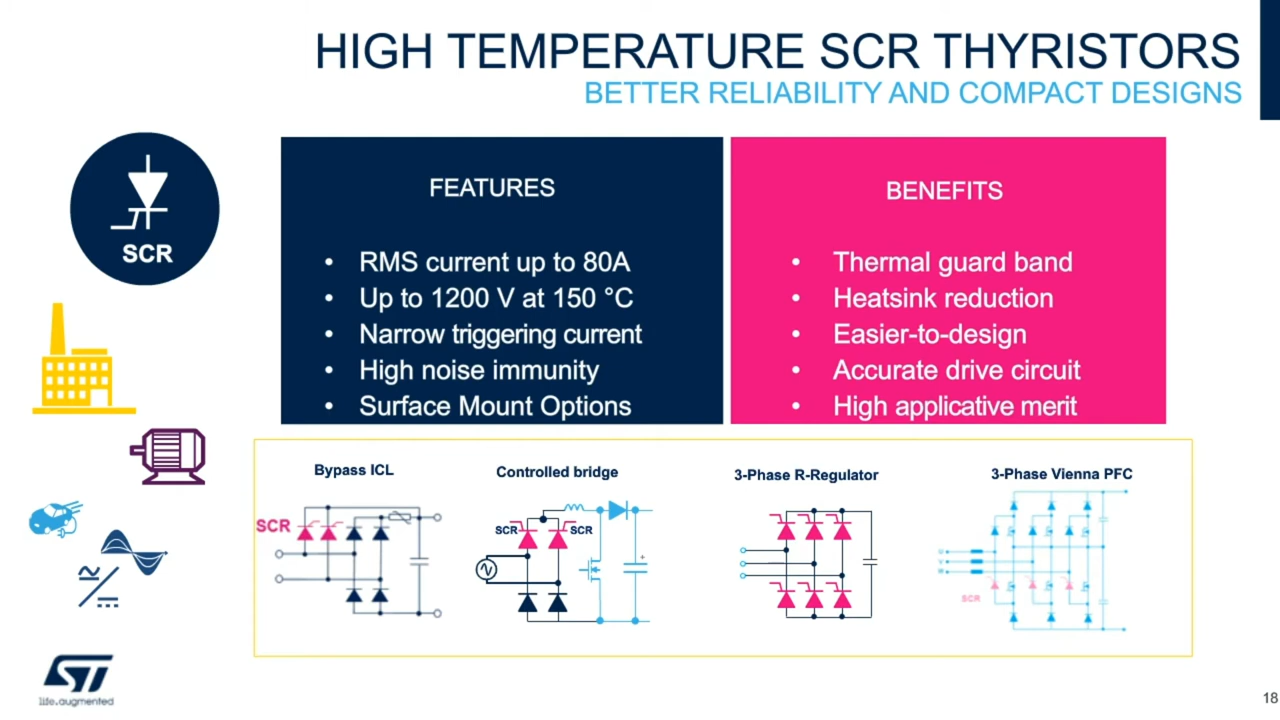 HIGH TEMPERATURE SCR THYRISTORS
BETTER RELIABILITY AND COMPACT DESIGNS
SCR
FEATURES
• RMS current up to 80A
• Up to 1200 V at 150 °C
• Narrow triggering current
• High noise immunity
• Surface Mount Options
BENEFITS
• Thermal guard band
• Heatsink reduction
• Easier-to-design
• Accurate drive circuit
• High applicative merit
Bypass ICL
SCR
Controlled bridge
SCR
SCR
+
3-Phase R-Regulator
3-Phase Vienna PFC
SCR
ST
life.augmented
18